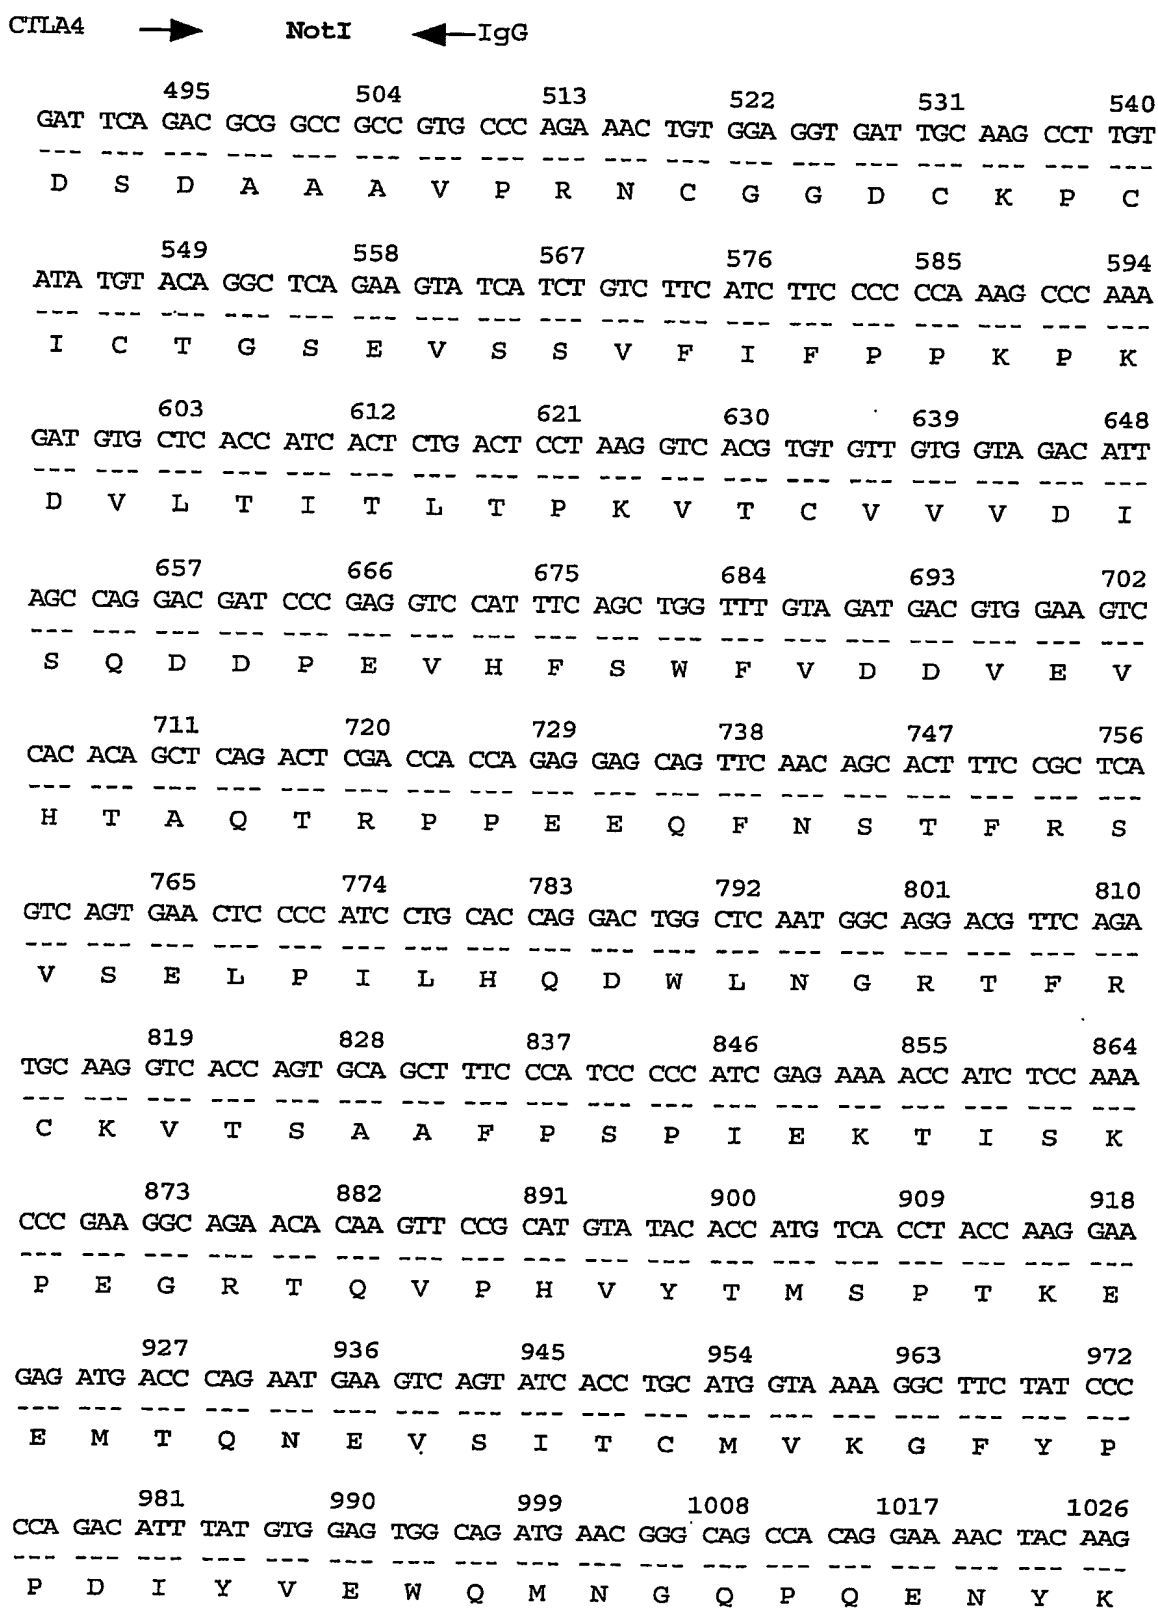 CTLA4 NotI IgG
495 504 513 522 531 540
GAT TCA GAC GCG GCC GCC GTG CCC AGA AAC TGT GGA GGT GAT TGC AAG CCT TGT
--- --- --- --- --- --- --- --- --- --- --- --- --- --- --- --- --- ---
D S D A A A V P R N C G G D C K P C
549 558 567 576 585 594
ATA TGT ACA GGC TCA GAA GTA TCA TCT GTC TTC ATC TTC CCC CCA AAG CCC AAA
--- --- --- --- --- --- --- --- --- --- --- --- --- --- --- --- --- ---
I C T G S E V S S V F I F P P K P K
603 612 621 630 639 648
GAT GTG CTC ACC ATC ACT CTG ACT CCT AAG GTC ACG TGT GTT GTG GTA GAC ATT
--- --- --- --- --- --- --- --- --- --- --- --- --- --- --- --- --- ---
D V L T I T L T P K V T C V V V D I
657 666 675 684 693 702
AGC CAG GAC GAT CCC GAG GTC CAT TTC AGC TGG TTT GTA GAT GAC GTG GAA GTC
--- --- --- --- --- --- --- --- --- --- --- --- --- --- --- --- --- ---
S Q D D P E V H F S W F V D D V E V
711 720 729 738 747 756
CAC ACA GCT CAG ACT CGA CCA CCA GAG GAG CAG TTC AAC AGC ACT TTC CGC TCA
--- --- --- --- --- --- --- --- --- --- --- --- --- --- --- --- --- ---
H T A Q T R P P E E Q F N S T F R S
765 774 783 792 801 810
GTC AGT GAA CTC CCC ATC CTG CAC CAG GAC TGG CTC AAT GGC AGG ACG TTC AGA
--- --- --- --- --- --- --- --- --- --- --- --- --- --- --- --- --- ---
V S E L P I L H Q D W L N G R T F R
819 828 837 846 855 864
TGC AAG GTC ACC AGT GCA GCT TTC CCA TCC CCC ATC GAG AAA ACC ATC TCC AAA
--- --- --- --- --- --- --- --- --- --- --- --- --- --- --- --- --- ---
C K V T S A A F P S P I E K T I S K
873 882 891 900 909 918
CCC GAA GGC AGA ACA CAA GTT CCG CAT GTA TAC ACC ATG TCA CCT ACC AAG GAA
--- --- --- --- --- --- --- --- --- --- --- --- --- --- --- --- --- ---
P E G R T Q V P H V Y T M S P T K E
927 936 945 954 963 972
GAG ATG ACC CAG AAT GAA GTC AGT ATC ACC TGC ATG GTA AAA GGC TTC TAT CCC
--- --- --- --- --- --- --- --- --- --- --- --- --- --- --- --- --- ---
E M T Q N E V S I T C M V K G F Y P
981 990 999 1008 1017 1026
CCA GAC ATT TAT GTG GAG TGG CAG ATG AAC GGG CAG CCA CAG GAA AAC TAC AAG
--- --- --- --- --- --- --- --- --- --- --- --- --- --- --- --- --- ---
P D I Y V E W Q M N G Q P Q E N Y K